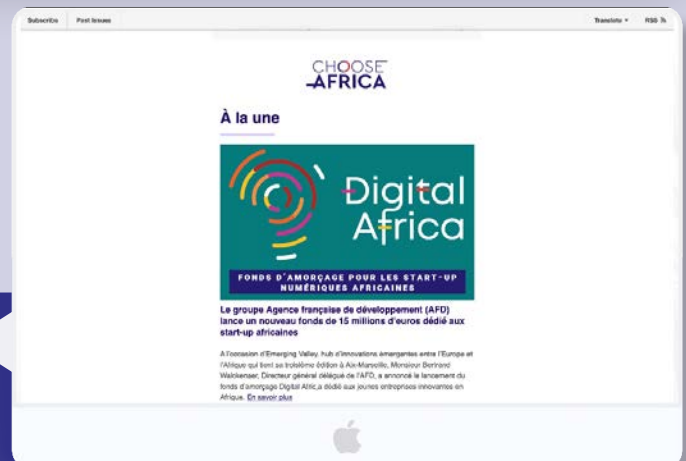 Subscribe Past Issues Translate RSS
CHOOSE
AFRICA
À la une
Digital
Africa
FONDS D'AMORÇAGE POUR LES START-UP
NUMÉRIQUES AFRICAINES
Le groupe Agence française de développement (AFD)
lance un nouveau fonds de 15 millions d'euros dédié aux
start-up africaines
A l'occasion d'Emerging Valley, hub d'innovations émergentes entre l'Europe et
l'Afrique qui tient sa troisième édition à Aix-Marseille, Monsieur Bertrand
Walckenaer, Directeur général délégué de l'AFD, a annoncé le lancement du
fonds d'amorçage Digital Africa dédié aux jeunes entreprises innovantes en
Afrique. En savoir plus